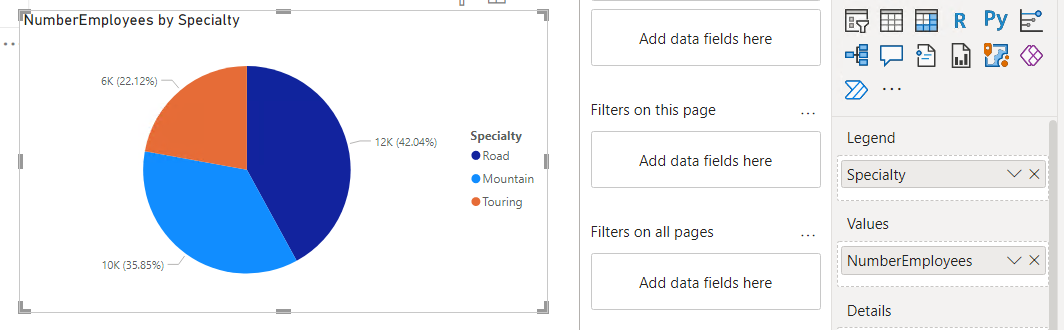 NumberEmployees by Specialty
6K (22.12%)
12K (42.04%)
10K (35.85%)
Specialty
Road
Mountain
Touring
Add data fields here
Filters on this page
...
Add data fields here
Filters on all pages
...
Add data fields here
R Py
...
Legend
Specialty
Values
NumberEmployees
Details